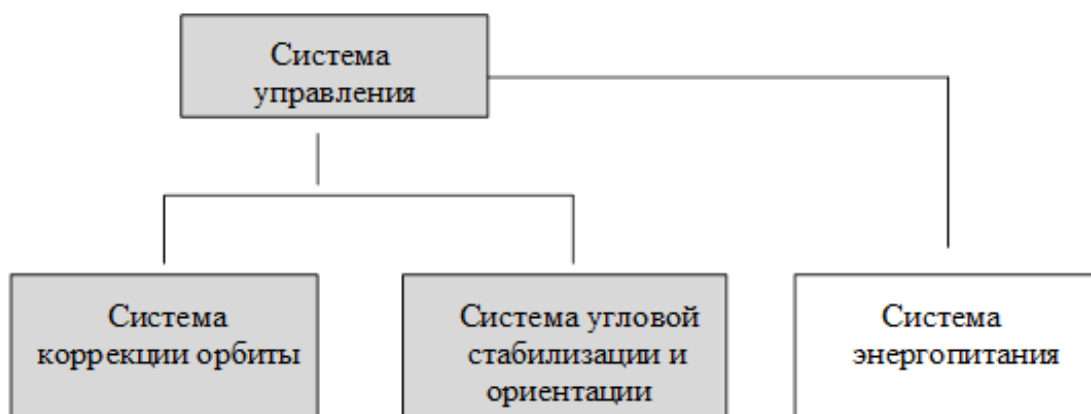 Система
управления
Система
коррекции орбиты
Система угловой
стабилизации и
ориентации
Система
энергопитания